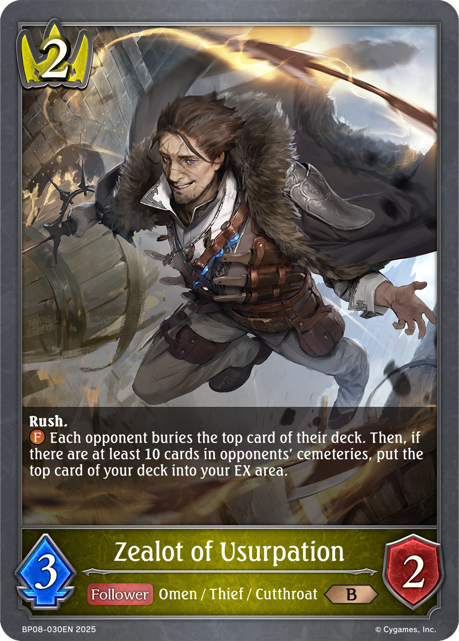 2
Rush.
F Each opponent buries the top card of their deck. Then, if
there are at least 10 cards in opponents' cemeteries, put the
top card of your deck into your EX area.
Zealot of Usurpation
3
Follower Omen / Thief / Cutthroat B
2
BP08-030EN 2025 © Cygames, Inc.